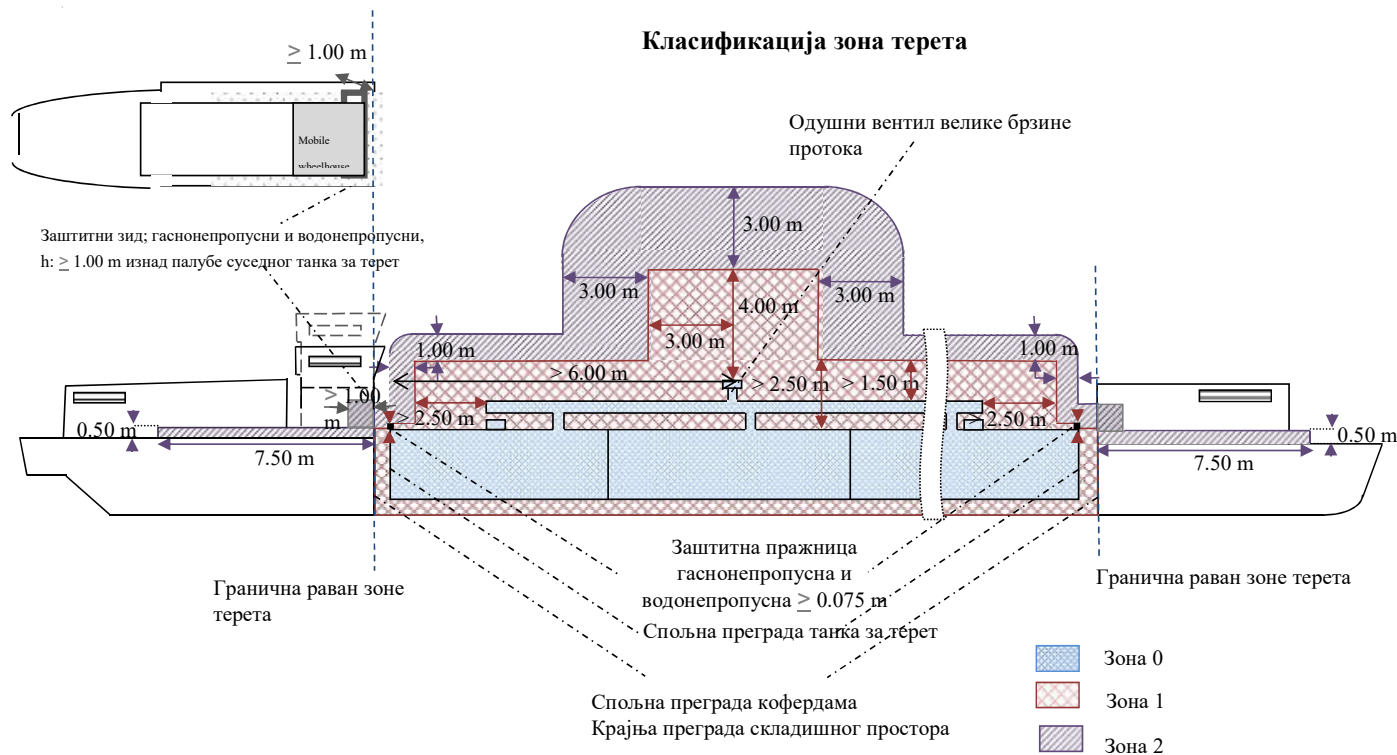 Класификација зона терета
≥ 1.00 m
Одушни вентил велике брзине
протока
Mobile
wheelhouse
Заштитни зид; гаснонепропусни и водонепропусни,
h: ≥ 1.00 m изнад палубе суседног танка за терет
3.00 m
3.00 m
3.00 m
4.00 m
3.00 m
1.00 m
1.00 m
> 6.00 m
> 2.50 m
> 1.50 m
> 1.00
m
> 2.50 m
2.50 m
0.50 m
0.50 m
7.50 m
7.50 m
Заштитна пражница
гаснонепропусна и
водонепропусна ≥ 0.075 m
Гранична раван зоне
терета
Гранична раван зоне терета
Спољна преграда танка за терет
Зона 0
Зона 1
Зона 2
Спољна преграда кофердама
Крајња преграда складишног простора